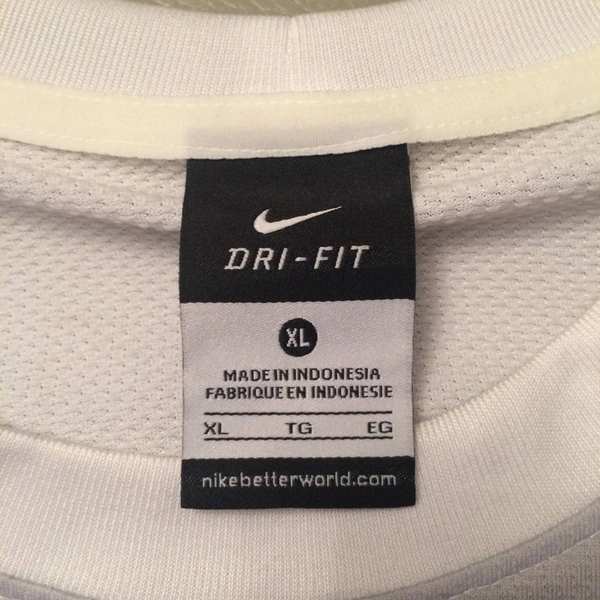 DRI-FIT
XL
MADE IN INDONESIA
FABRIQUE EN INDONESIE
XL TG EG
nikebetterworld.com